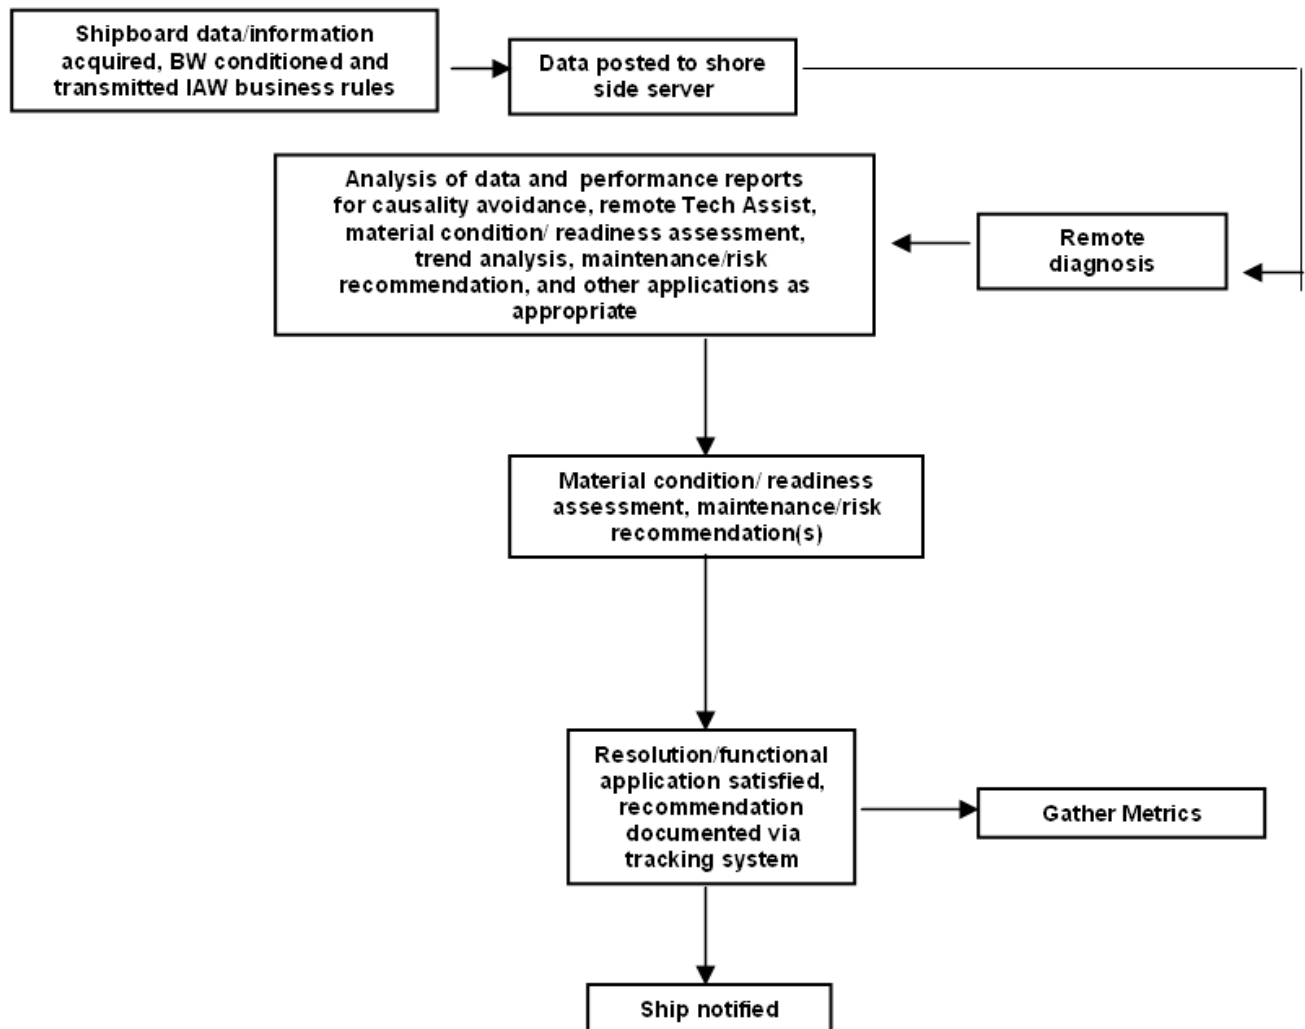 Shipboard data/information
acquired, BW conditioned and
transmitted IAW business rules
Data posted to shore
side server
Remote
diagnosis
Analysis of data and performance reports
for causality avoidance, remote Tech Assist,
material condition/ readiness assessment,
trend analysis, maintenance/risk
recommendation, and other applications as
appropriate
Material condition/ readiness
assessment, maintenance/risk
recommendation(s)
Resolution/functional
application satisfied,
recommendation
documented via
tracking system
Gather Metrics
Ship notified